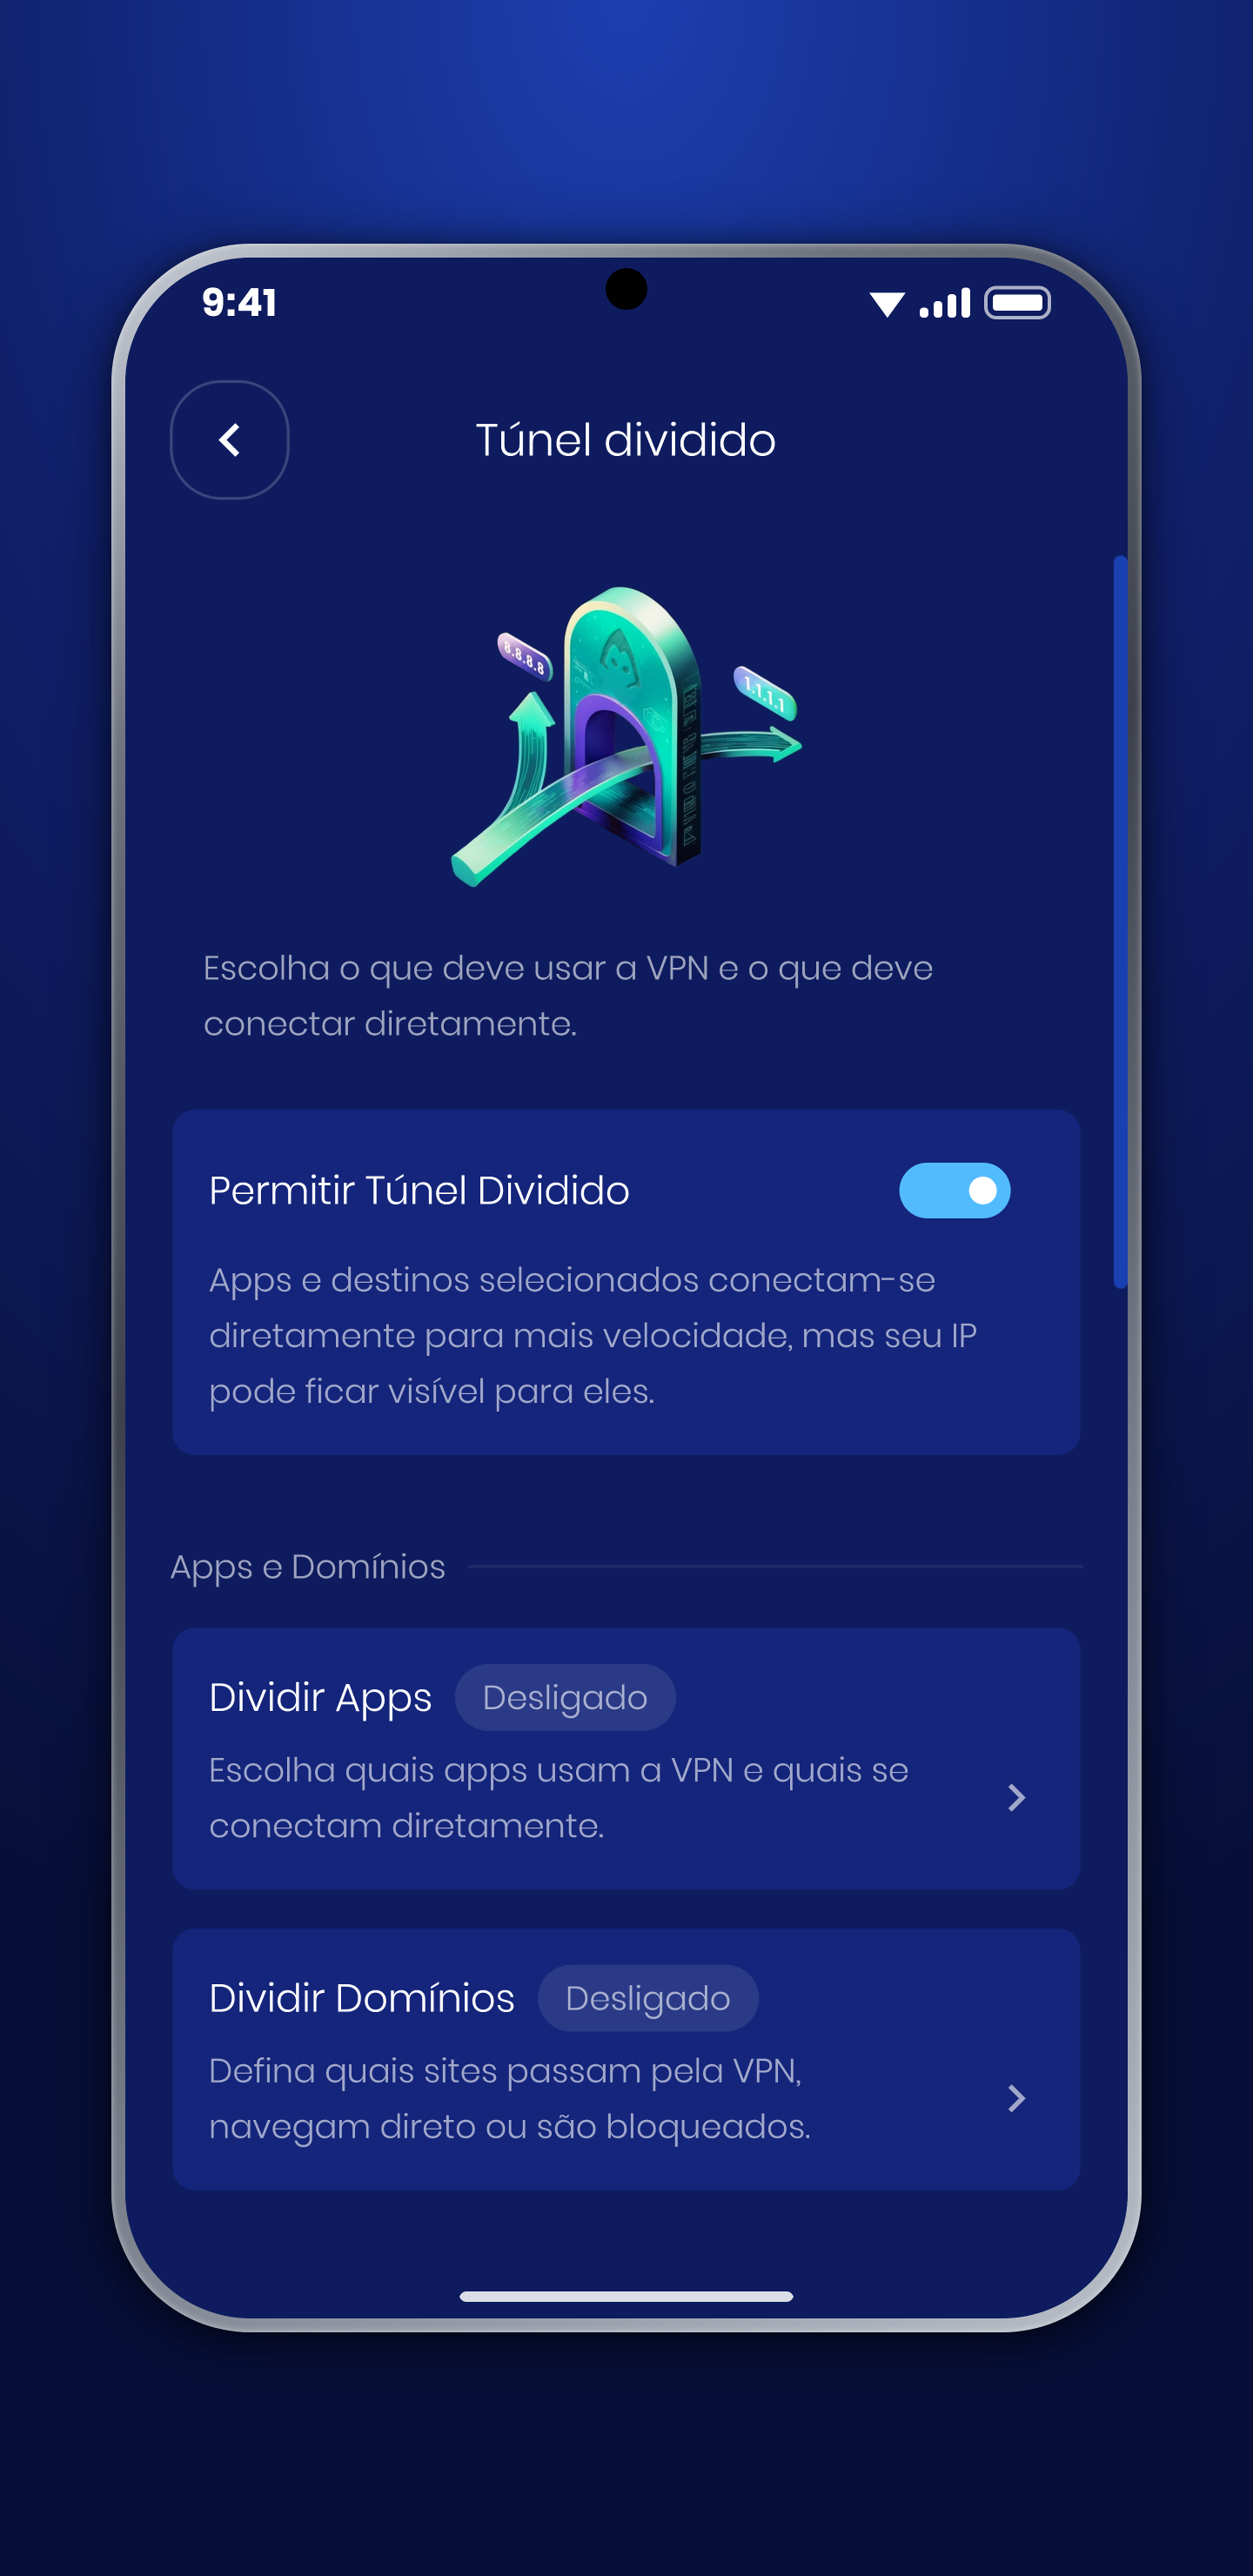 9:41
Túnel dividido
8.8.8.8
1.1.1.1
Escolha o que deve usar a VPN e o que deve
conectar diretamente.
Permitir Túnel Dividido
Apps e destinos selecionados conectam-se
diretamente para mais velocidade, mas seu IP
pode ficar visível para eles.
Apps e Domínios
Dividir Apps Desligado
Escolha quais apps usam a VPN e quais se
conectam diretamente.
Dividir Domínios Desligado
Defina quais sites passam pela VPN,
navegam direto ou são bloqueados.